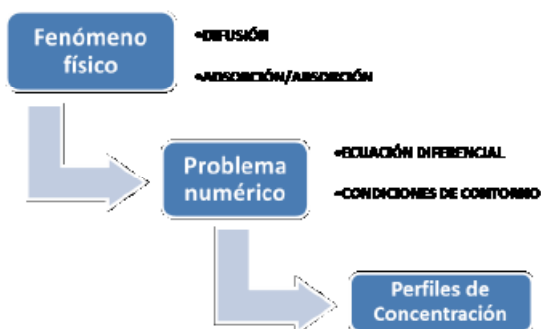 Fenómeno
físico
•DIFUSIÓN
•ADSORCIÓN/ABSORCIÓN
Problema
numérico
•ECUACIÓN DIFERENCIAL
•CONDICIONES DE CONTORNO
Perfiles de
Concentración